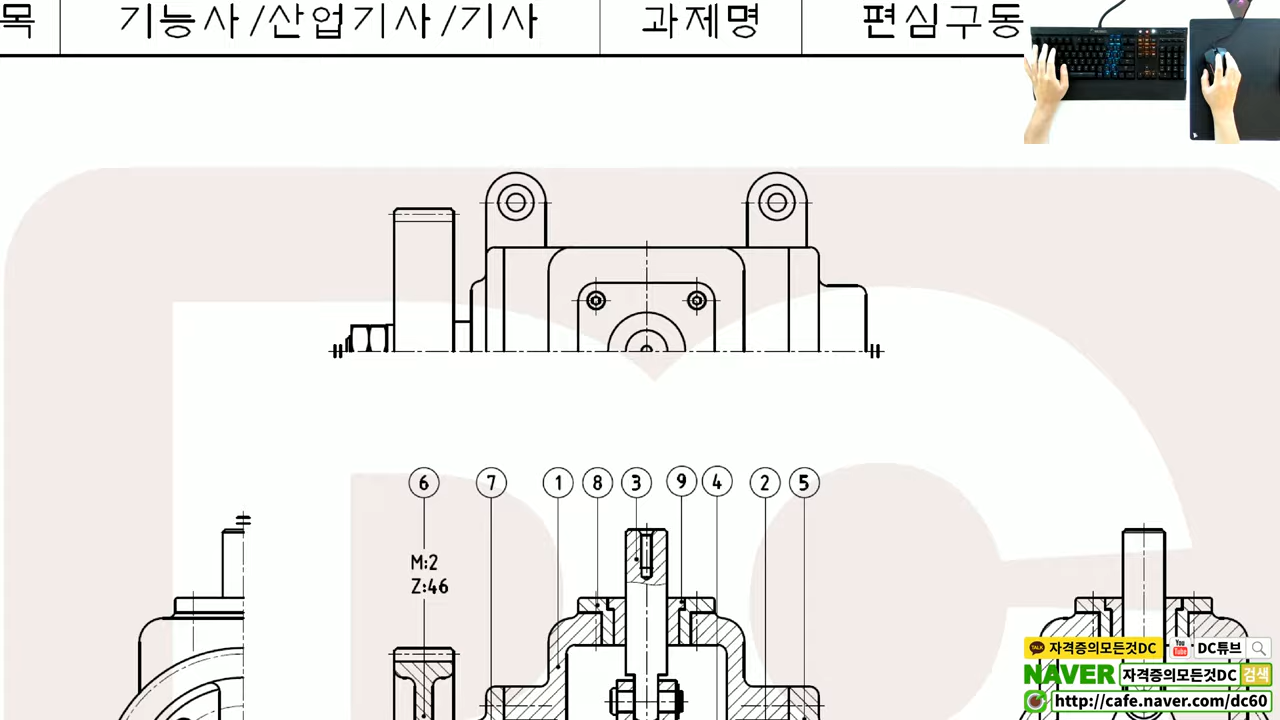 목 기능사/산업기사/기사 과제명 편심구동
6 7 1 8 3 9 4 2 5
M:2
Z:46
TALK 자격증의모든것DC You Tube DC튜브
NAVER 자격증의모든것DC 검색
http://cafe.naver.com/dc60